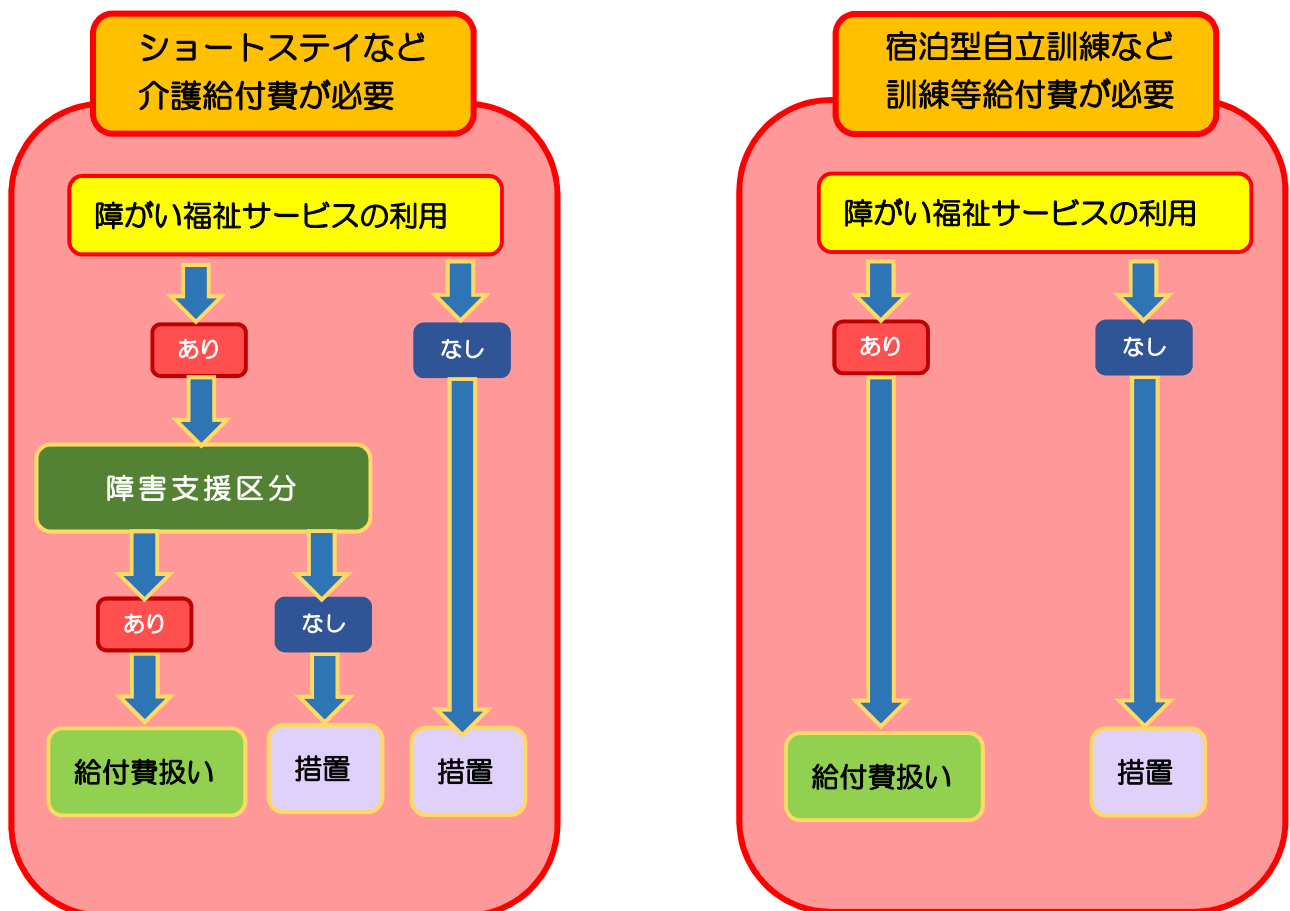 ショートステイなど
介護給付費が必要
障がい福祉サービスの利用
あり
なし
障害支援区分
あり
なし
給付費扱い
措置
措置
宿泊型自立訓練など
訓練等給付費が必要
障がい福祉サービスの利用
あり
なし
給付費扱い
措置